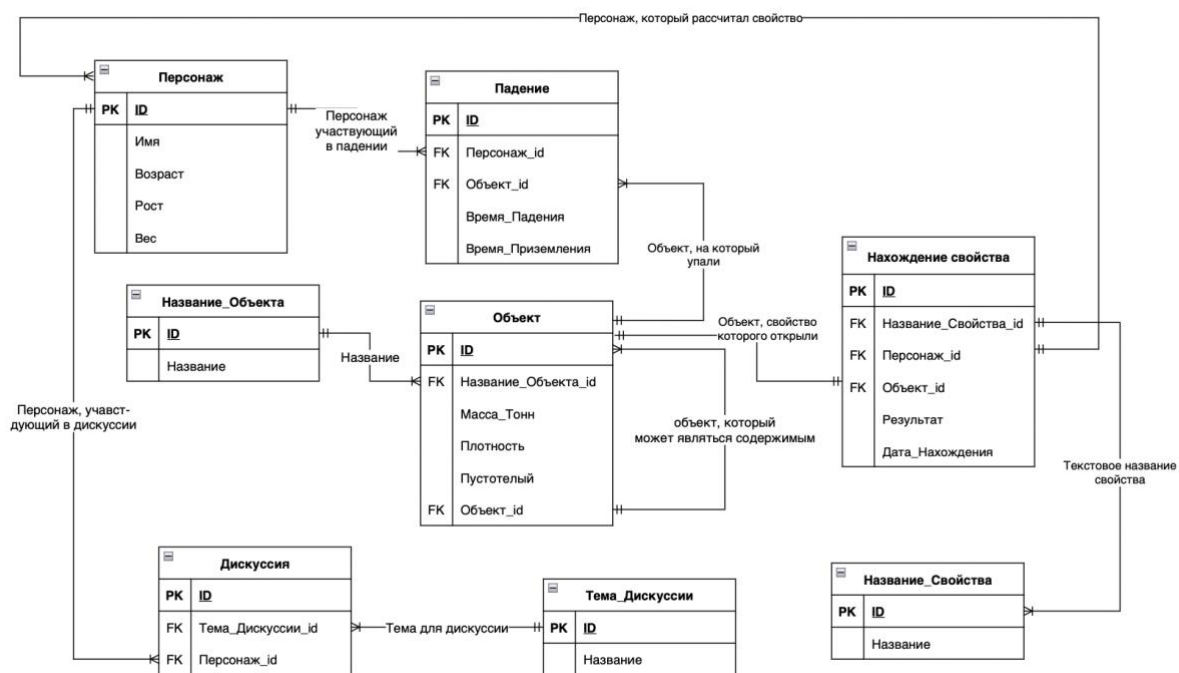 Персонаж, который рассчитал свойство
Персонаж
PK ID
Имя
Возраст
Рост
Вес
Персонаж
участвующий
в падении
Падение
PK ID
FK Персонаж_id
FK Объект_id
Время_Падения
Время_Приземления
Объект, на который
упали
Нахождение свойства
PK ID
FK Название_Свойства_id
FK Персонаж_id
FK Объект_id
Результат
Дата_Нахождения
Название_Объекта
PK ID
Название
Название
Объект
PK ID
FK Название_Объекта_id
Масса_Тонн
Плотность
Пустотелый
FK Объект_id
Объект, свойство
которого открыли
объект, который
может являться содержимым
Персонаж, учавст-
дующий в дискуссии
Текстовое название
свойства
Дискуссия
PK ID
FK Тема_Дискуссии_id
FK Персонаж_id
Тема для дискуссии
Тема_Дискуссии
PK ID
Название
Название_Свойства
PK ID
Название